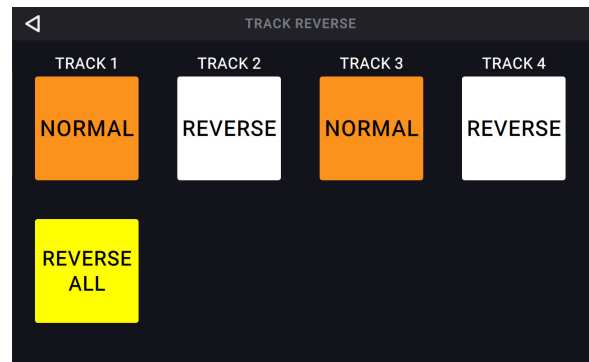 TRACK REVERSE
TRACK 1 TRACK 2 TRACK 3 TRACK 4
NORMAL REVERSE NORMAL REVERSE
REVERSE
ALL